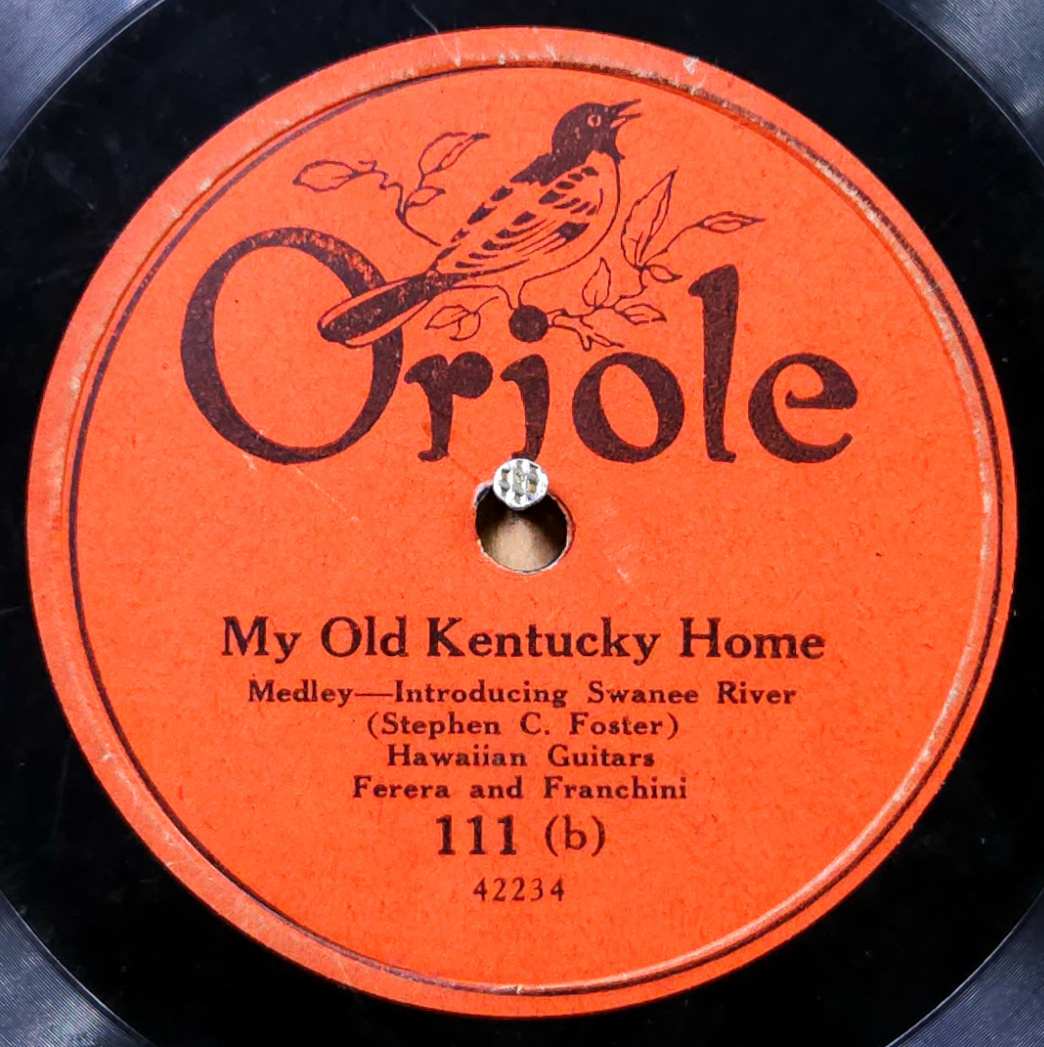 Oriole
My Old Kentucky Home
Medley—Introducing Swanee River
(Stephen C. Foster)
Hawaiian Guitars
Ferera and Franchini
111 (b)
42234